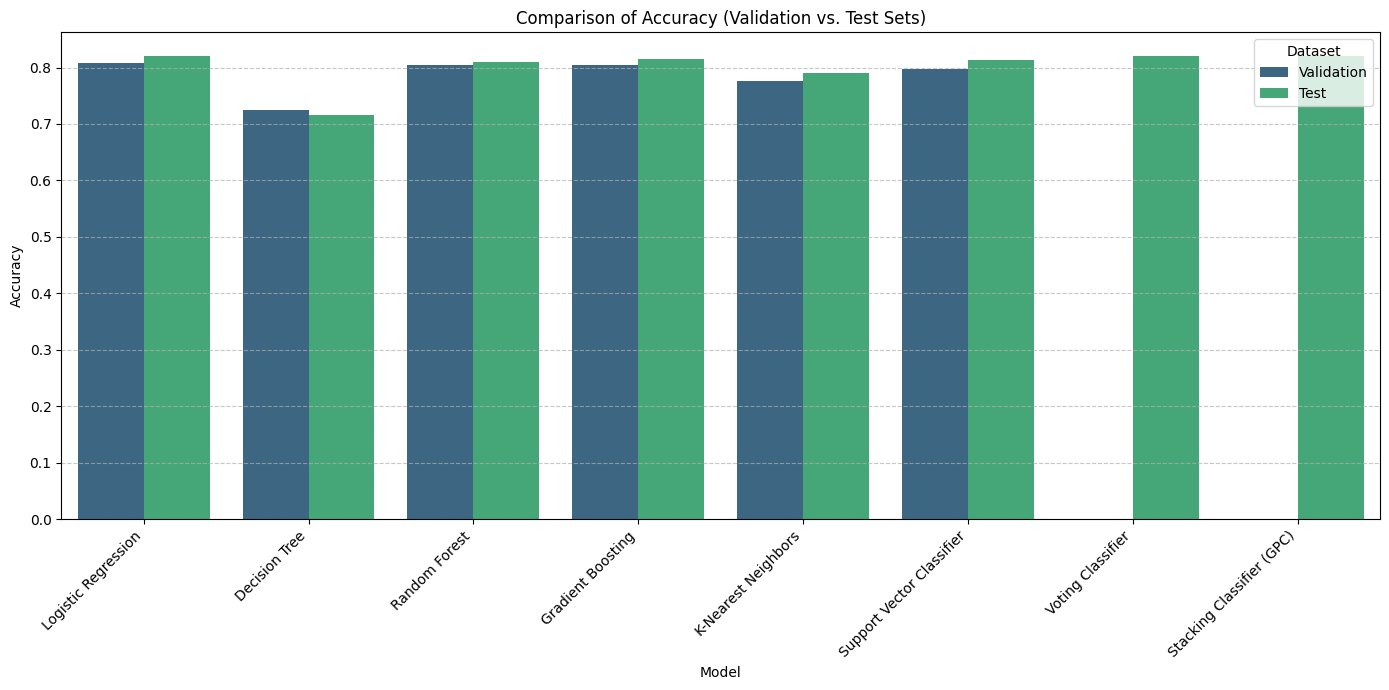 Comparison of Accuracy (Validation vs. Test Sets)
Dataset
Validation
Test
Accuracy
0.8
0.7
0.6
0.5
0.4
0.3
0.2
0.1
0.0
Logistic Regression
Decision Tree
Random Forest
Gradient Boosting
K-Nearest Neighbors
Support Vector Classifier
Voting Classifier
Stacking Classifier (GPC)
Model